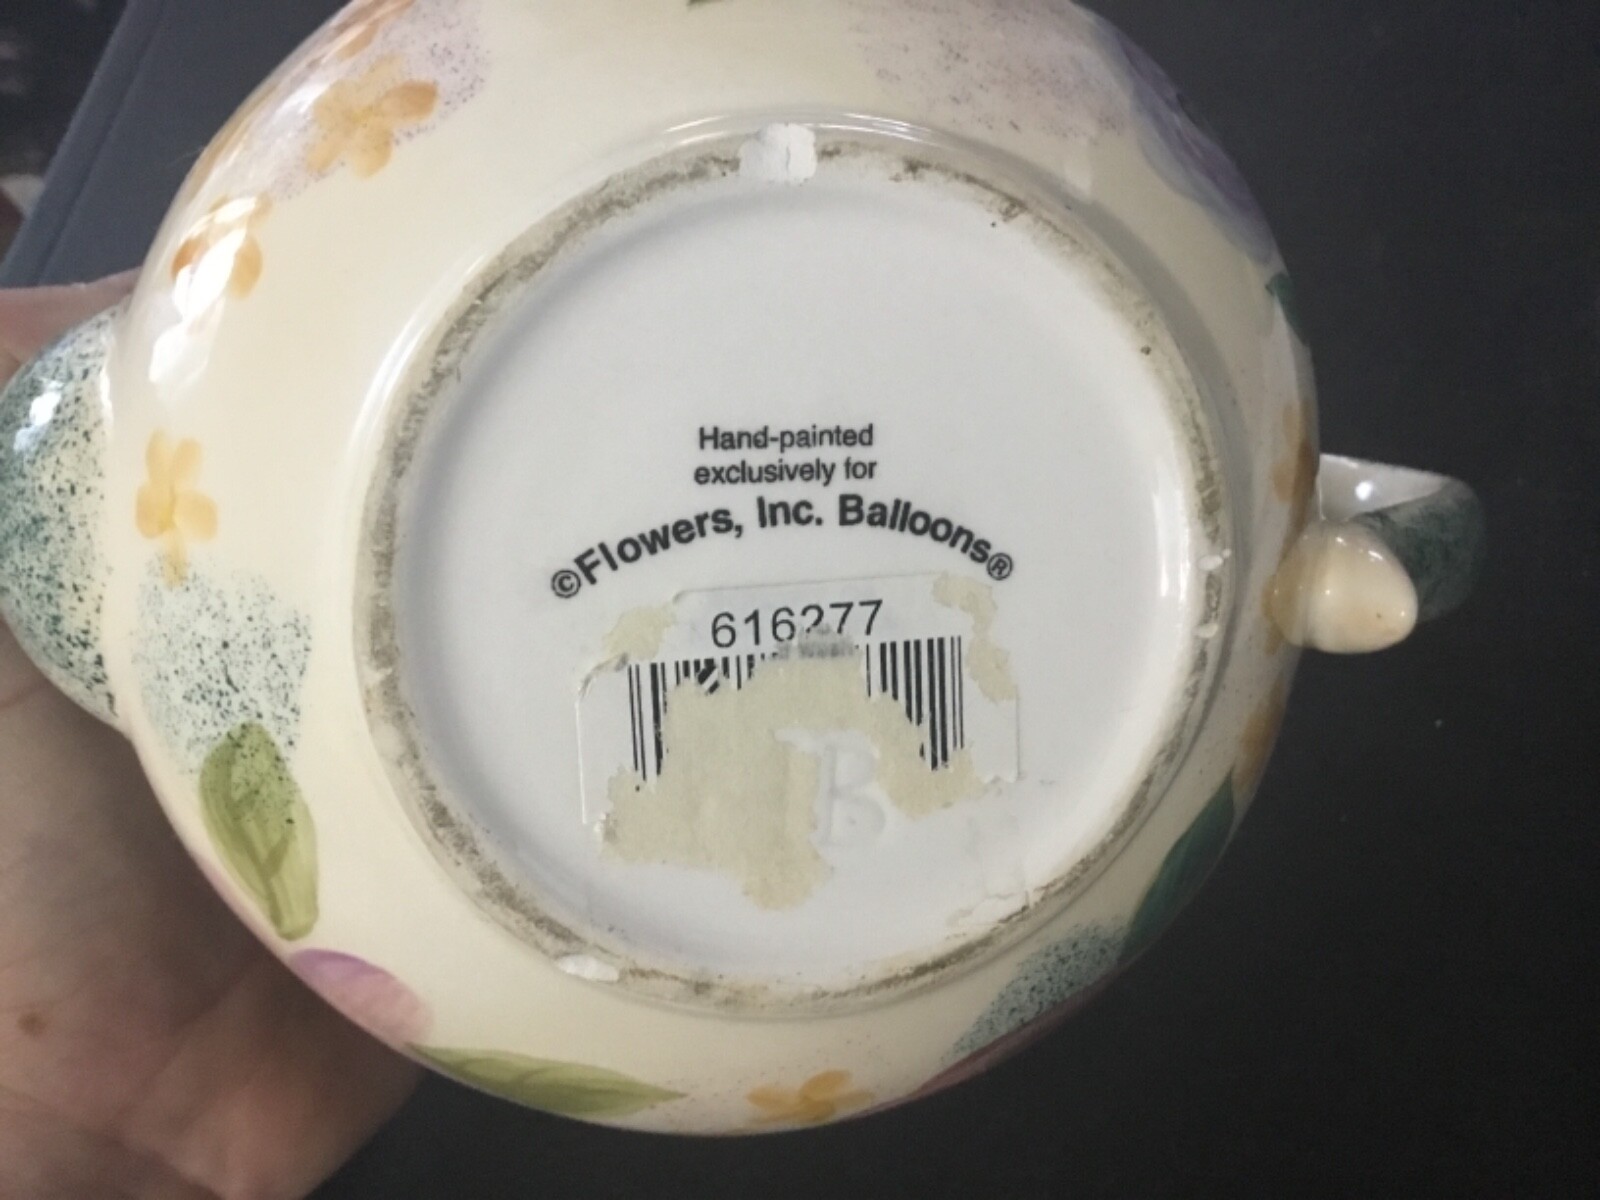 Hand-painted
exclusively for
©Flowers, Inc. Balloons®
616277
B